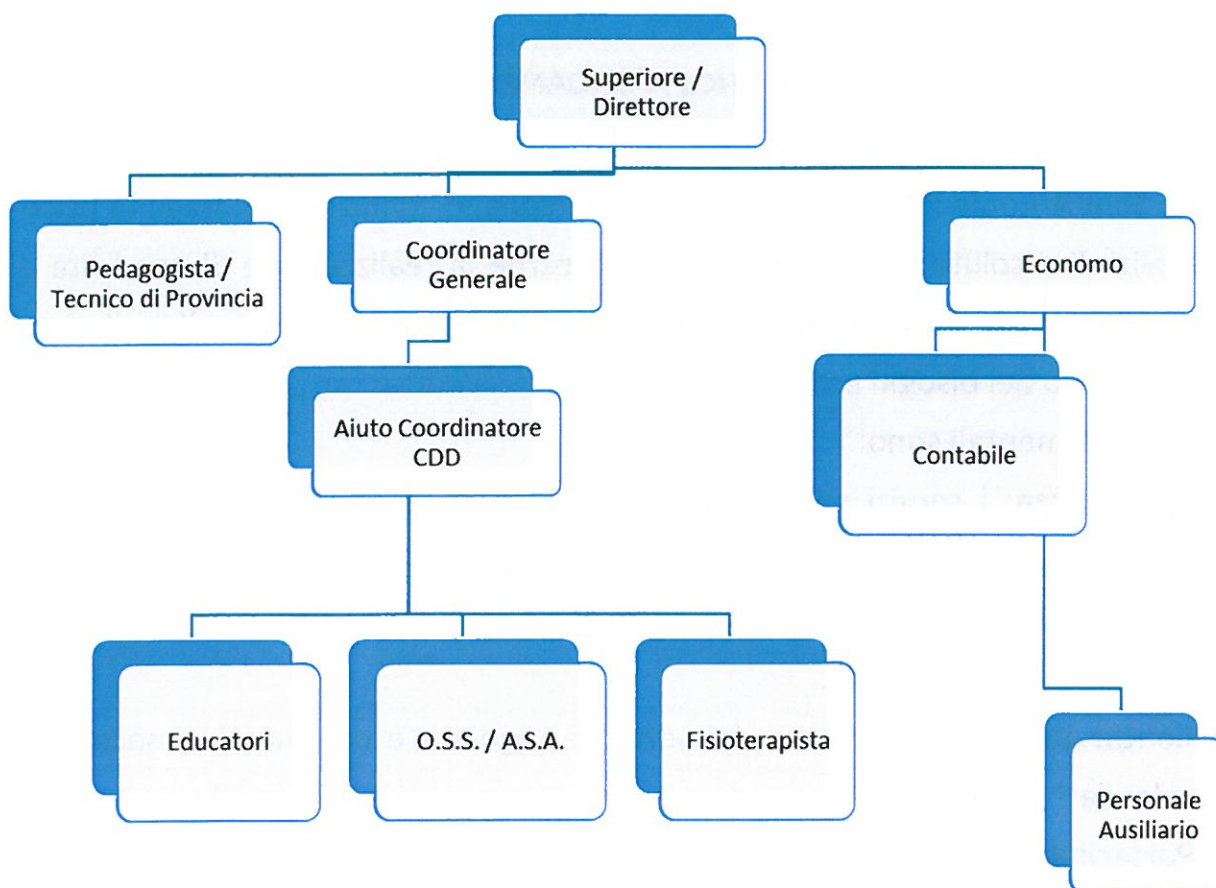 Superiore /
Direttore
Pedagogista /
Tecnico di Provincia
Coordinatore
Generale
Economo
Aiuto Coordinatore
CDD
Contabile
Educatori
O.S.S. / A.S.A.
Fisioterapista
Personale
Ausiliario